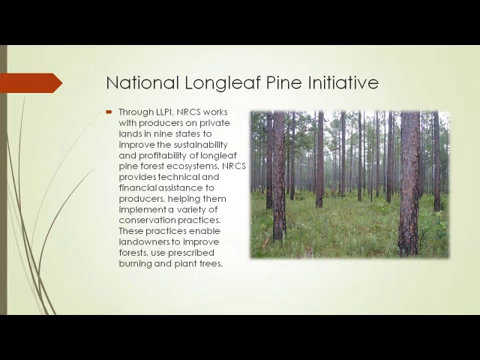 National Longleaf Pine Initiative
Through LLPI, NRCS works
with producers on private
lands in nine states to
improve the sustainability
and profitability of longleaf
pine forest ecosystems. NRCS
provides technical and
financial assistance to
producers, helping them
implement a variety of
conservation practices.
These practices enable
landowners to improve
forests, use prescribed
burning and plant trees.